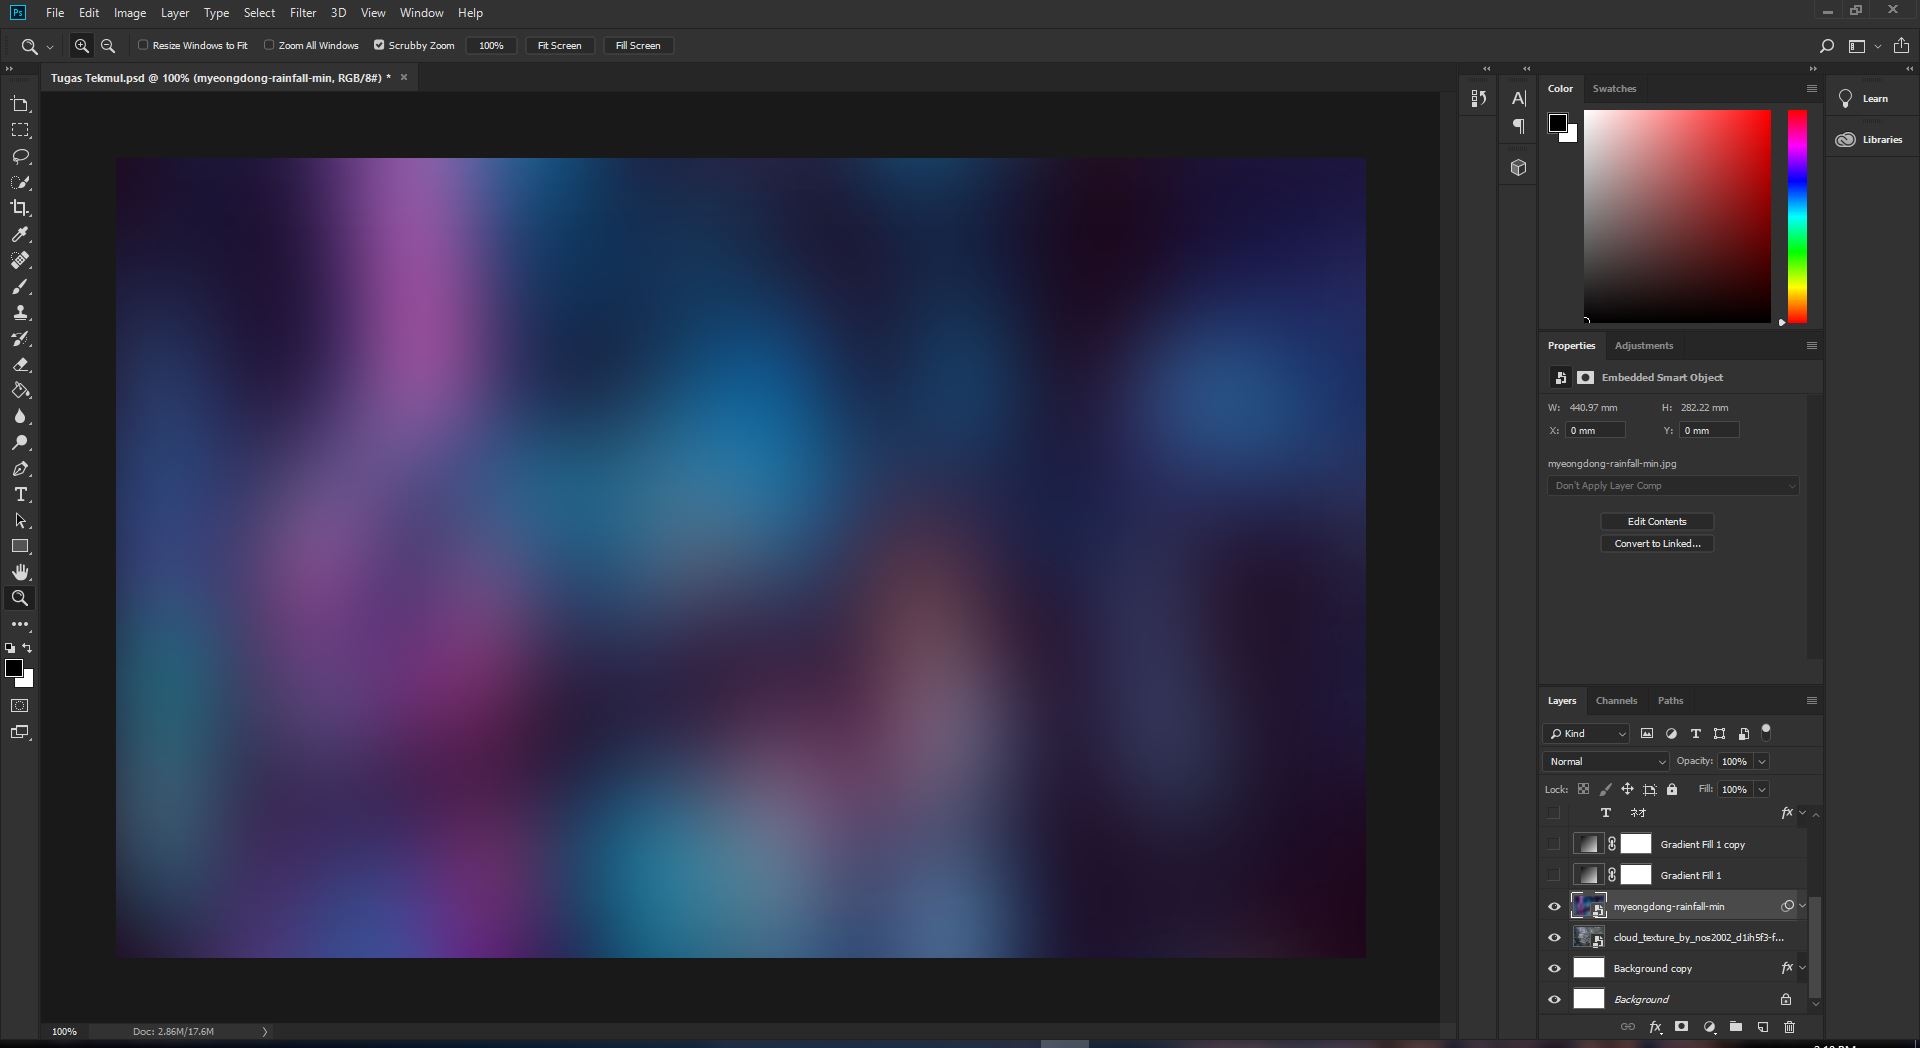 Ps File Edit Image Layer Type Select Filter 3D View Window Help
Resize Windows to Fit Zoom All Windows Scrubby Zoom 100% Fit Screen Fill Screen
Tugas Tekmul.psd @ 100% (myeongdong-rainfall-min, RGB/8#) *
Color Swatches
Learn
Libraries
Properties Adjustments
Embedded Smart Object
W: 440.97 mm H: 282.22 mm
X: 0 mm Y: 0 mm
myeongdong-rainfall-min.jpg
Don't Apply Layer Comp
Edit Contents
Convert to Linked...
Layers Channels Paths
Kind
Normal Opacity: 100%
Lock: Fill: 100%
fx
Gradient Fill 1 copy
Gradient Fill 1
myeongdong-rainfall-min
cloud_texture_by_nos2002_d1ih5f3-f...
Background copy fx
Background
100% Doc: 2.86M/17.6M
fx